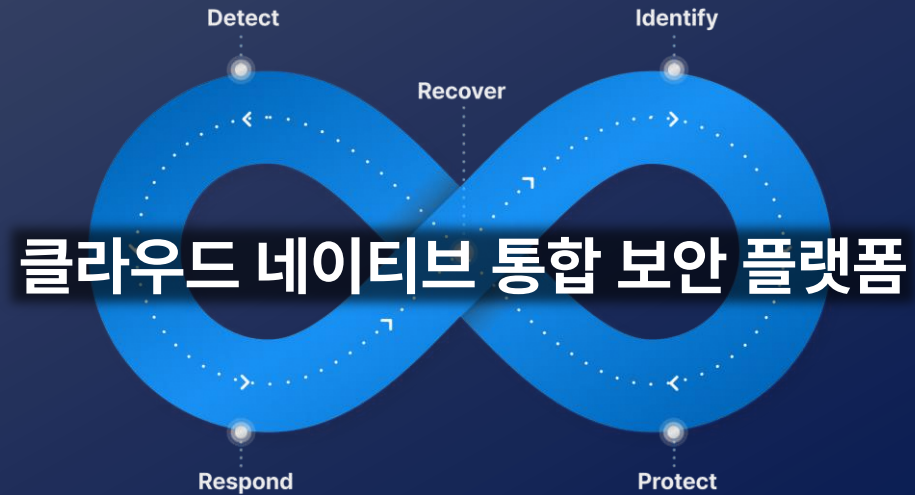 Detect
Identify
Recover
클라우드 네이티브 통합 보안 플랫폼
Respond
Protect